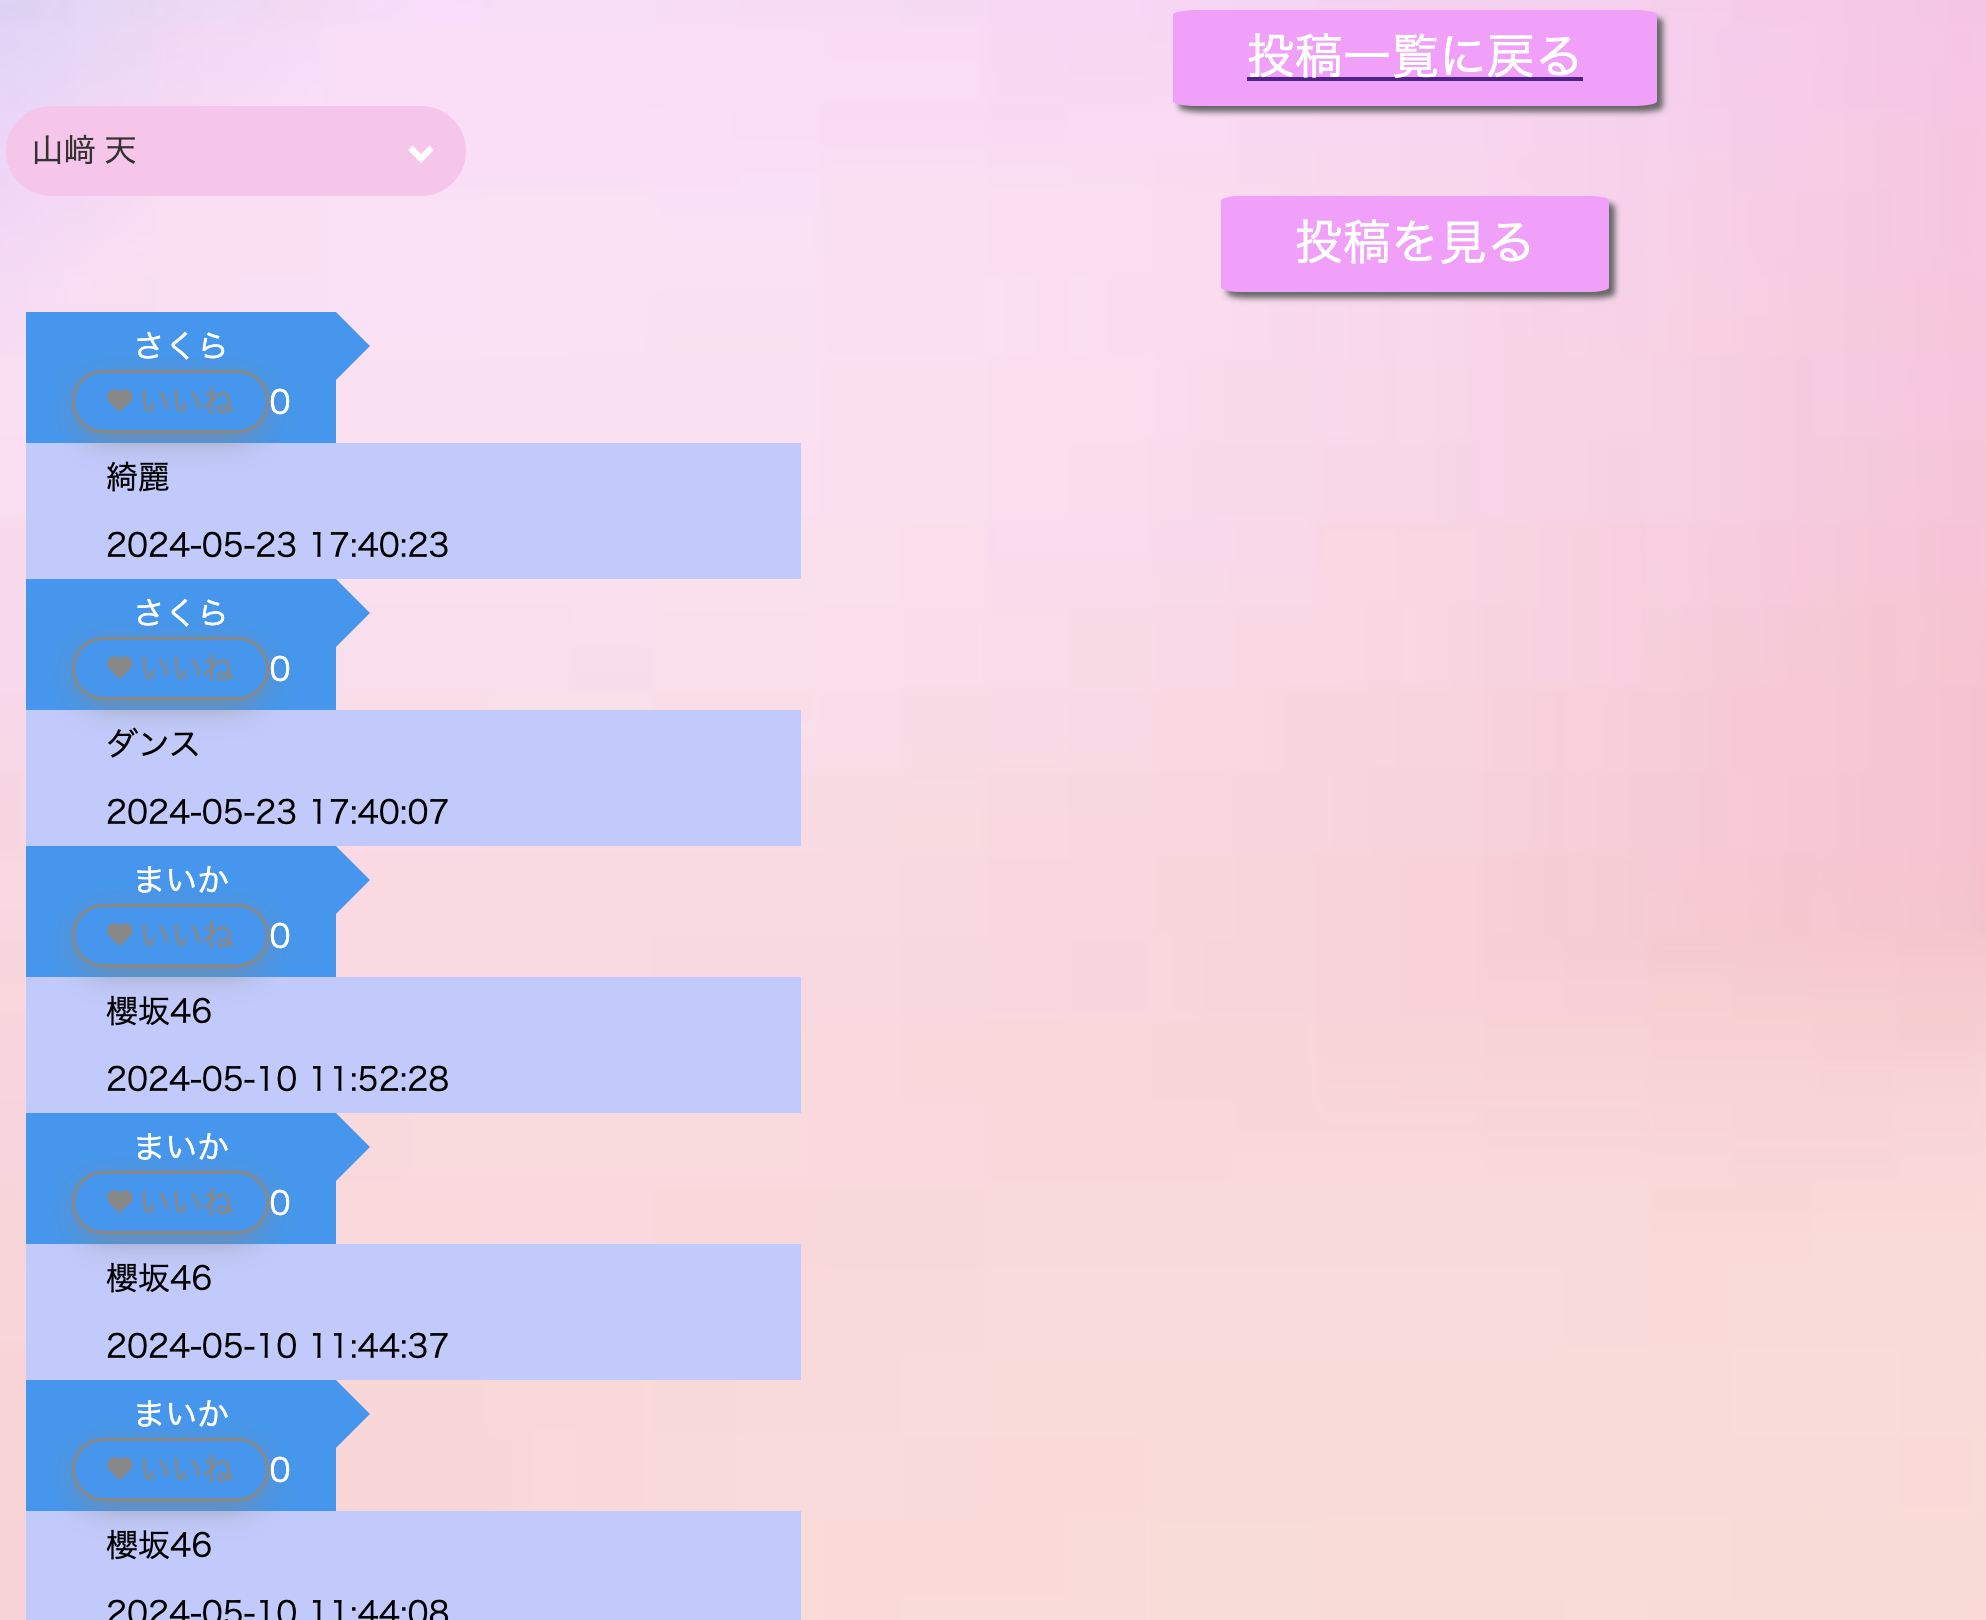 投稿一覧に戻る
山﨑 天
投稿を見る
さくら
いいね 0
綺麗
2024-05-23 17:40:23
さくら
いいね 0
ダンス
2024-05-23 17:40:07
まいか
いいね 0
櫻坂46
2024-05-10 11:52:28
まいか
いいね 0
櫻坂46
2024-05-10 11:44:37
まいか
いいね 0
櫻坂46
2024-05-10 11:44:08